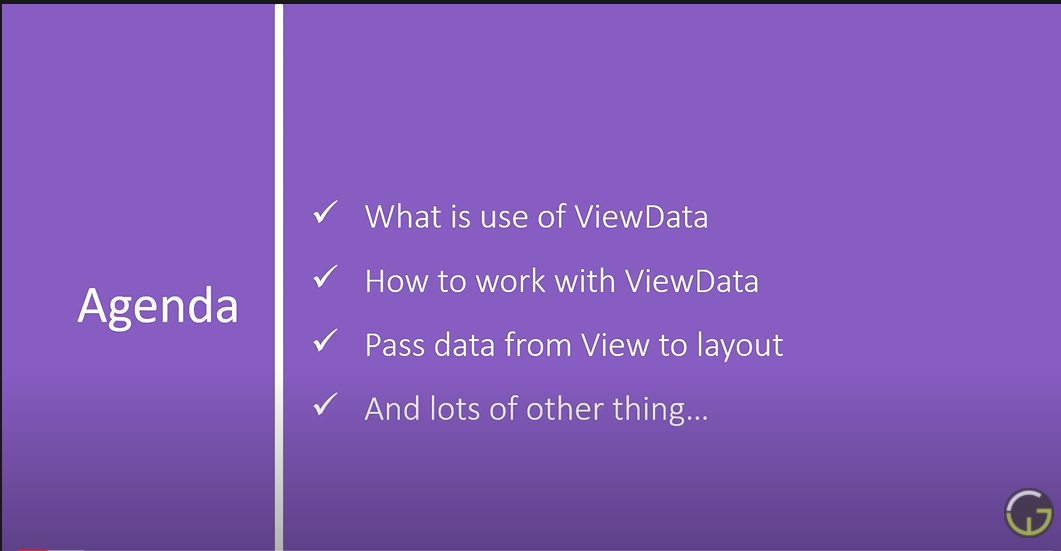 Agenda
What is use of ViewData
How to work with ViewData
Pass data from View to layout
And lots of other thing...